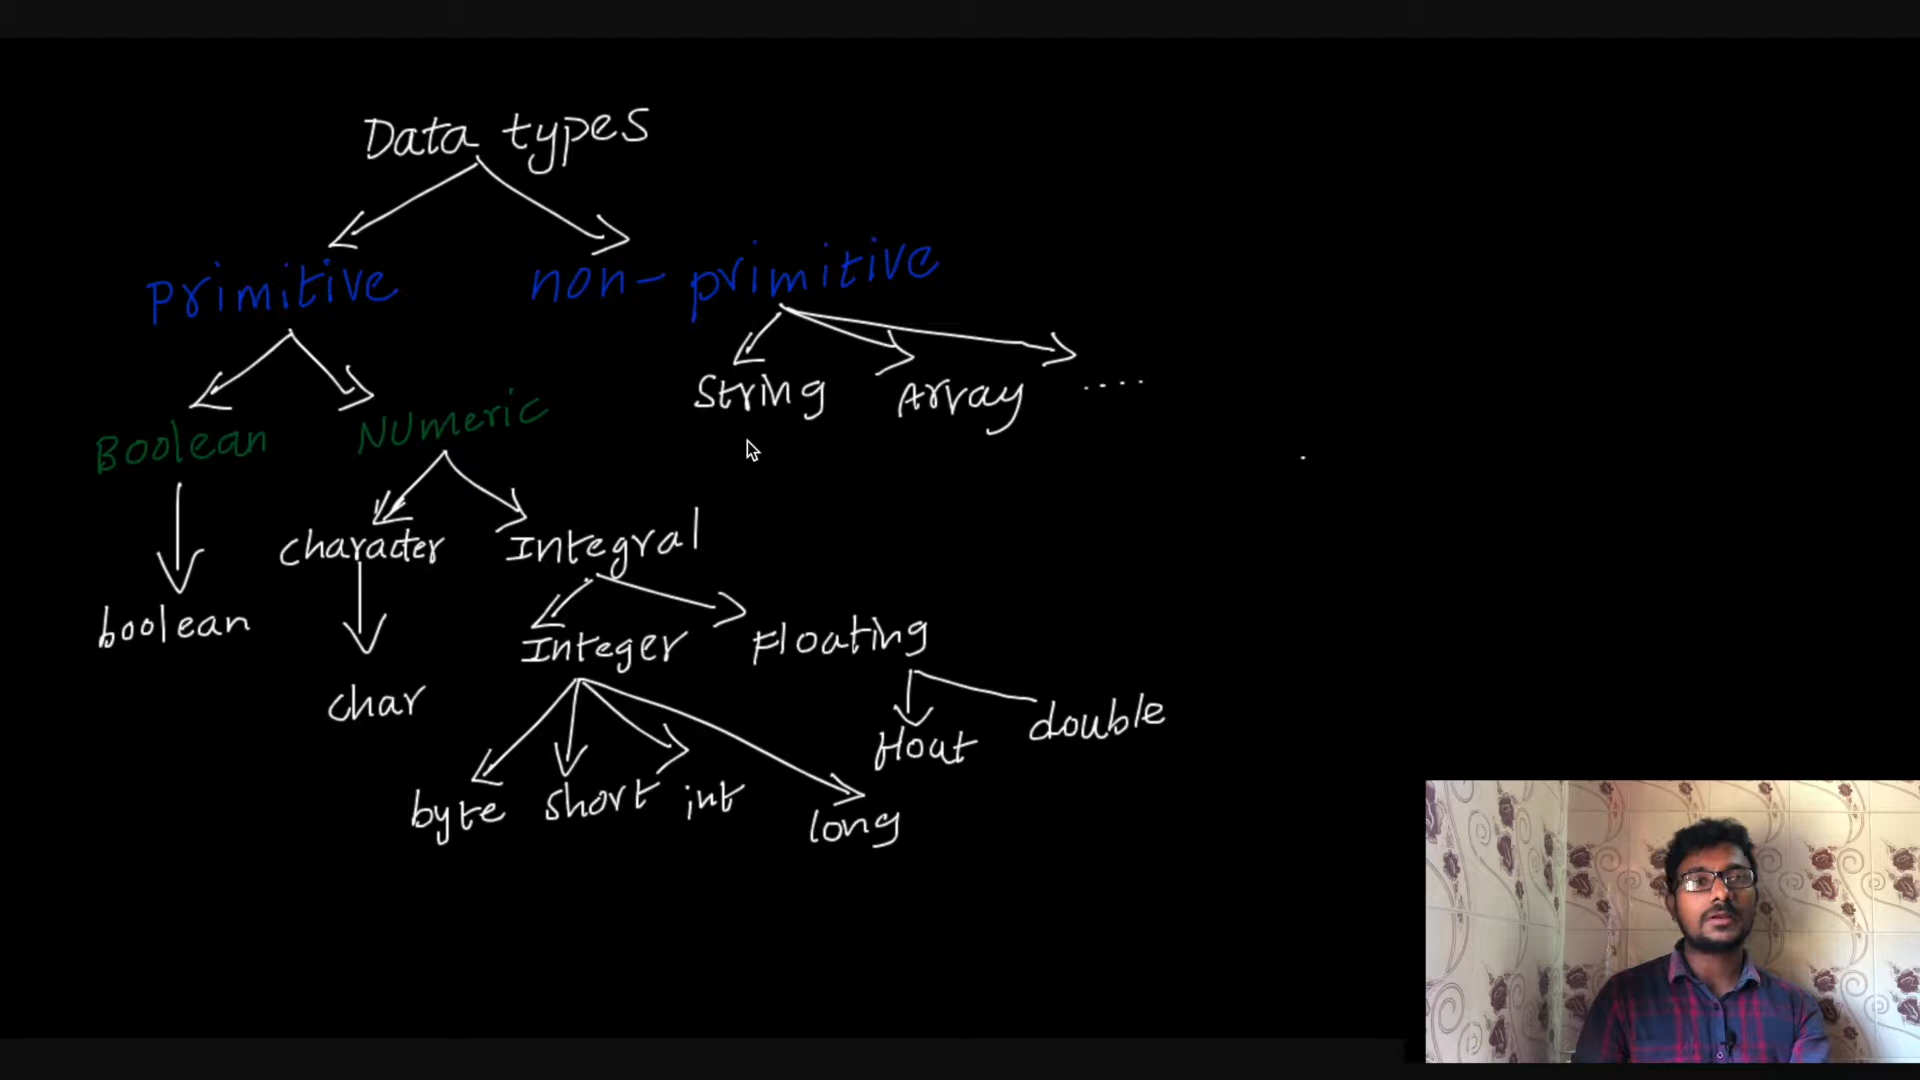 Data types
Primitive non-primitive
String Array ....
Boolean Numeric
character Integral
boolean Integer Floating
char float double
byte short int long